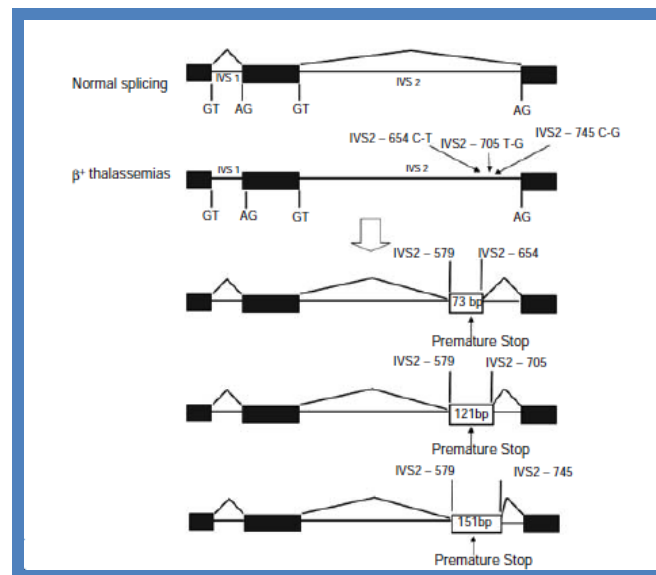 Normal splicing
IVS 1
IVS 2
GT AG GT AG
IVS2 – 654 C-T
IVS2 – 705 T-G
IVS2 – 745 C-G
β+ thalassemias
IVS 1
IVS 2
GT AG GT AG
IVS2 – 579 IVS2 – 654
73 bp
Premature Stop
IVS2 – 579 IVS2 – 705
121bp
Premature Stop
IVS2 – 579 IVS2 – 745
151bp
Premature Stop